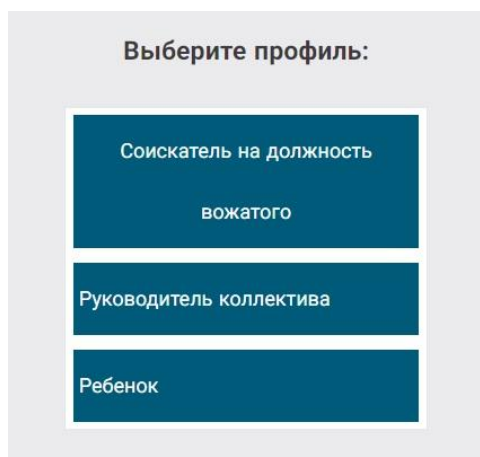 Выберите профиль:
Соискатель на должность
вожатого
Руководитель коллектива
Ребенок